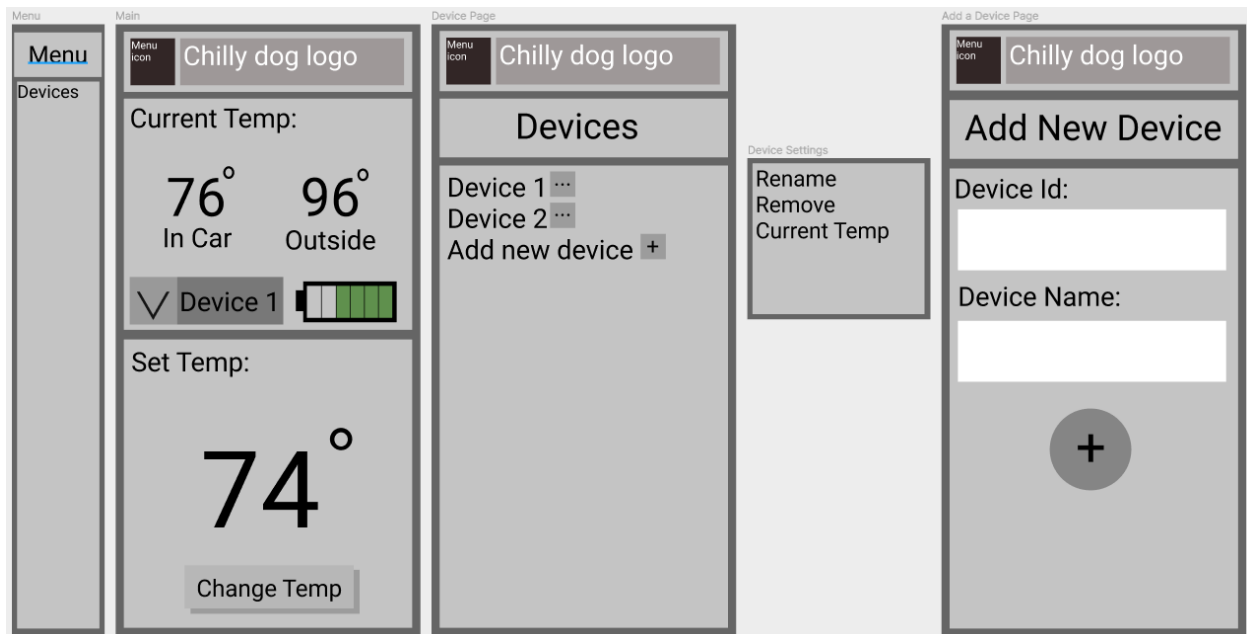 Menu
Menu
Devices
Main
Menu
icon
Chilly dog logo
Current Temp:
76° 96°
In Car Outside
Device 1
Set Temp:
74°
Change Temp
Device Page
Menu
icon
Chilly dog logo
Devices
Device 1 ...
Device 2 ...
Add new device +
Device Settings
Rename
Remove
Current Temp
Add a Device Page
Menu
icon
Chilly dog logo
Add New Device
Device Id:
Device Name:
+